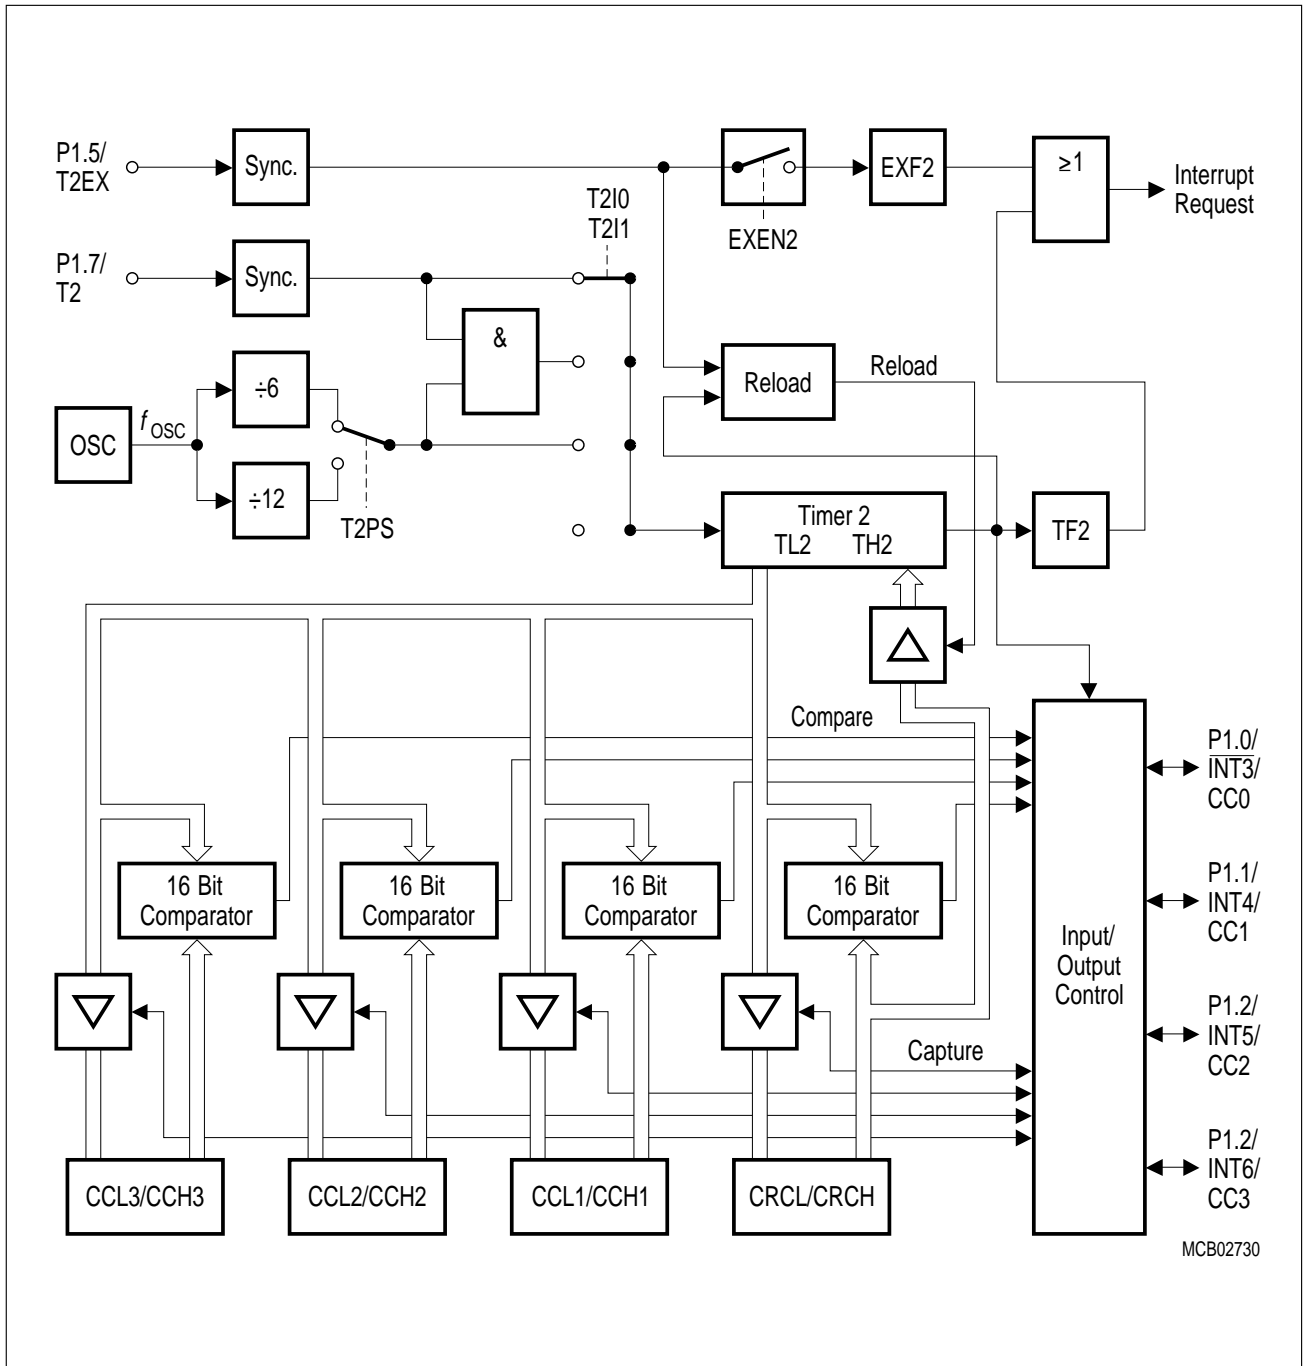 P1.5/
T2EX
Sync.
EXF2
≥1
Interrupt
Request
T2I0
T2I1
EXEN2
P1.7/
T2
Sync.
&
÷6
Reload
Reload
OSC
f OSC
÷12
T2PS
Timer 2
TL2 TH2
TF2
Compare
P1.0/
INT3/
CC0
16 Bit
Comparator
16 Bit
Comparator
16 Bit
Comparator
16 Bit
Comparator
P1.1/
INT4/
CC1
Input/
Output
Control
P1.2/
INT5/
CC2
Capture
P1.2/
INT6/
CC3
CCL3/CCH3
CCL2/CCH2
CCL1/CCH1
CRCL/CRCH
MCB02730